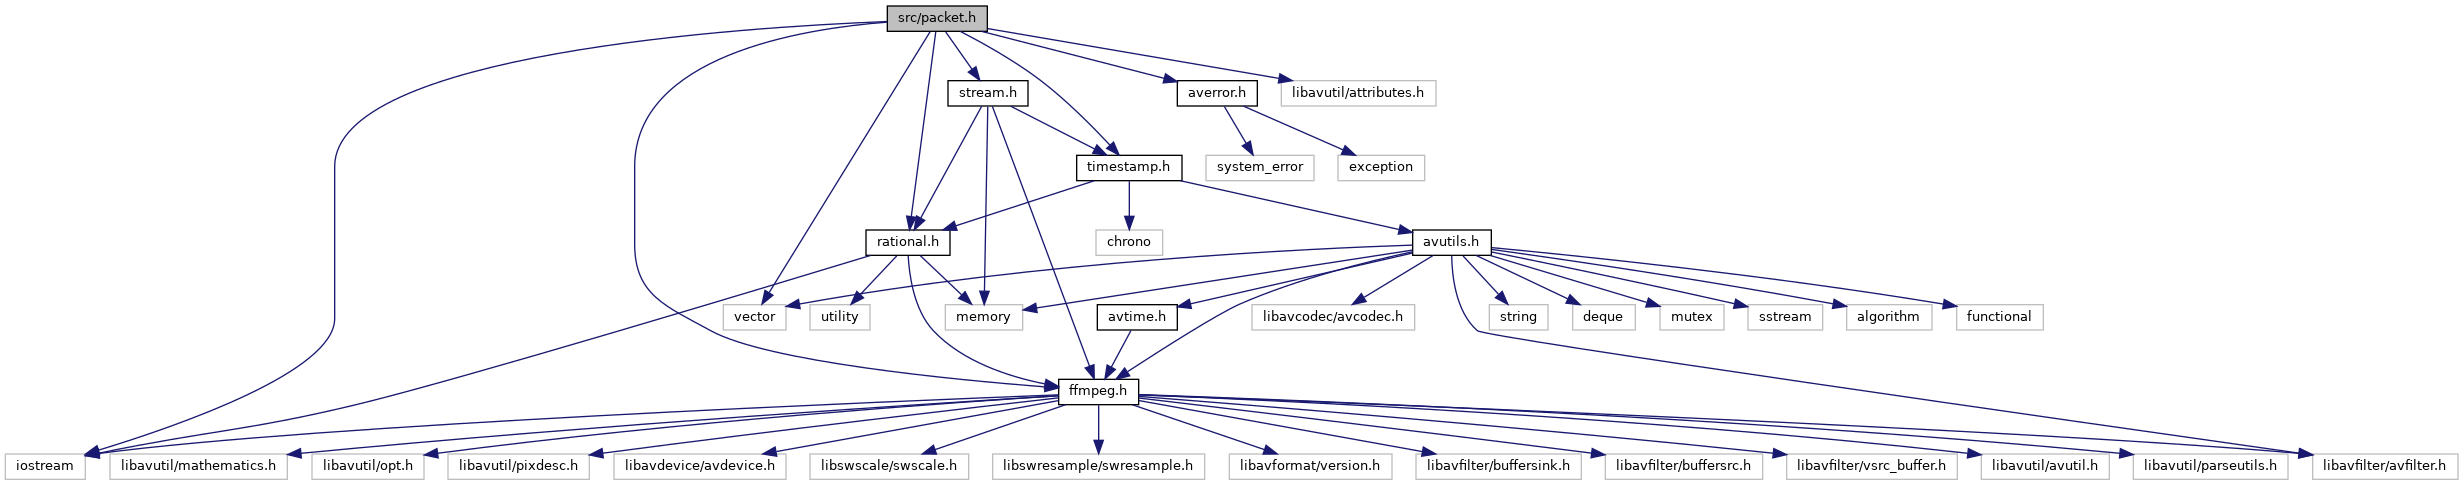 src/packet.h
stream.h
averror.h
libavutil/attributes.h
timestamp.h
system_error
exception
rational.h
chrono
avutils.h
vector
utility
memory
avtime.h
libavcodec/avcodec.h
string
deque
mutex
sstream
algorithm
functional
ffmpeg.h
iostream
libavutil/mathematics.h
libavutil/opt.h
libavutil/pixdesc.h
libavdevice/avdevice.h
libswscale/swscale.h
libswresample/swresample.h
libavformat/version.h
libavfilter/buffersink.h
libavfilter/buffersrc.h
libavfilter/vsrc_buffer.h
libavutil/avutil.h
libavutil/parseutils.h
libavfilter/avfilter.h